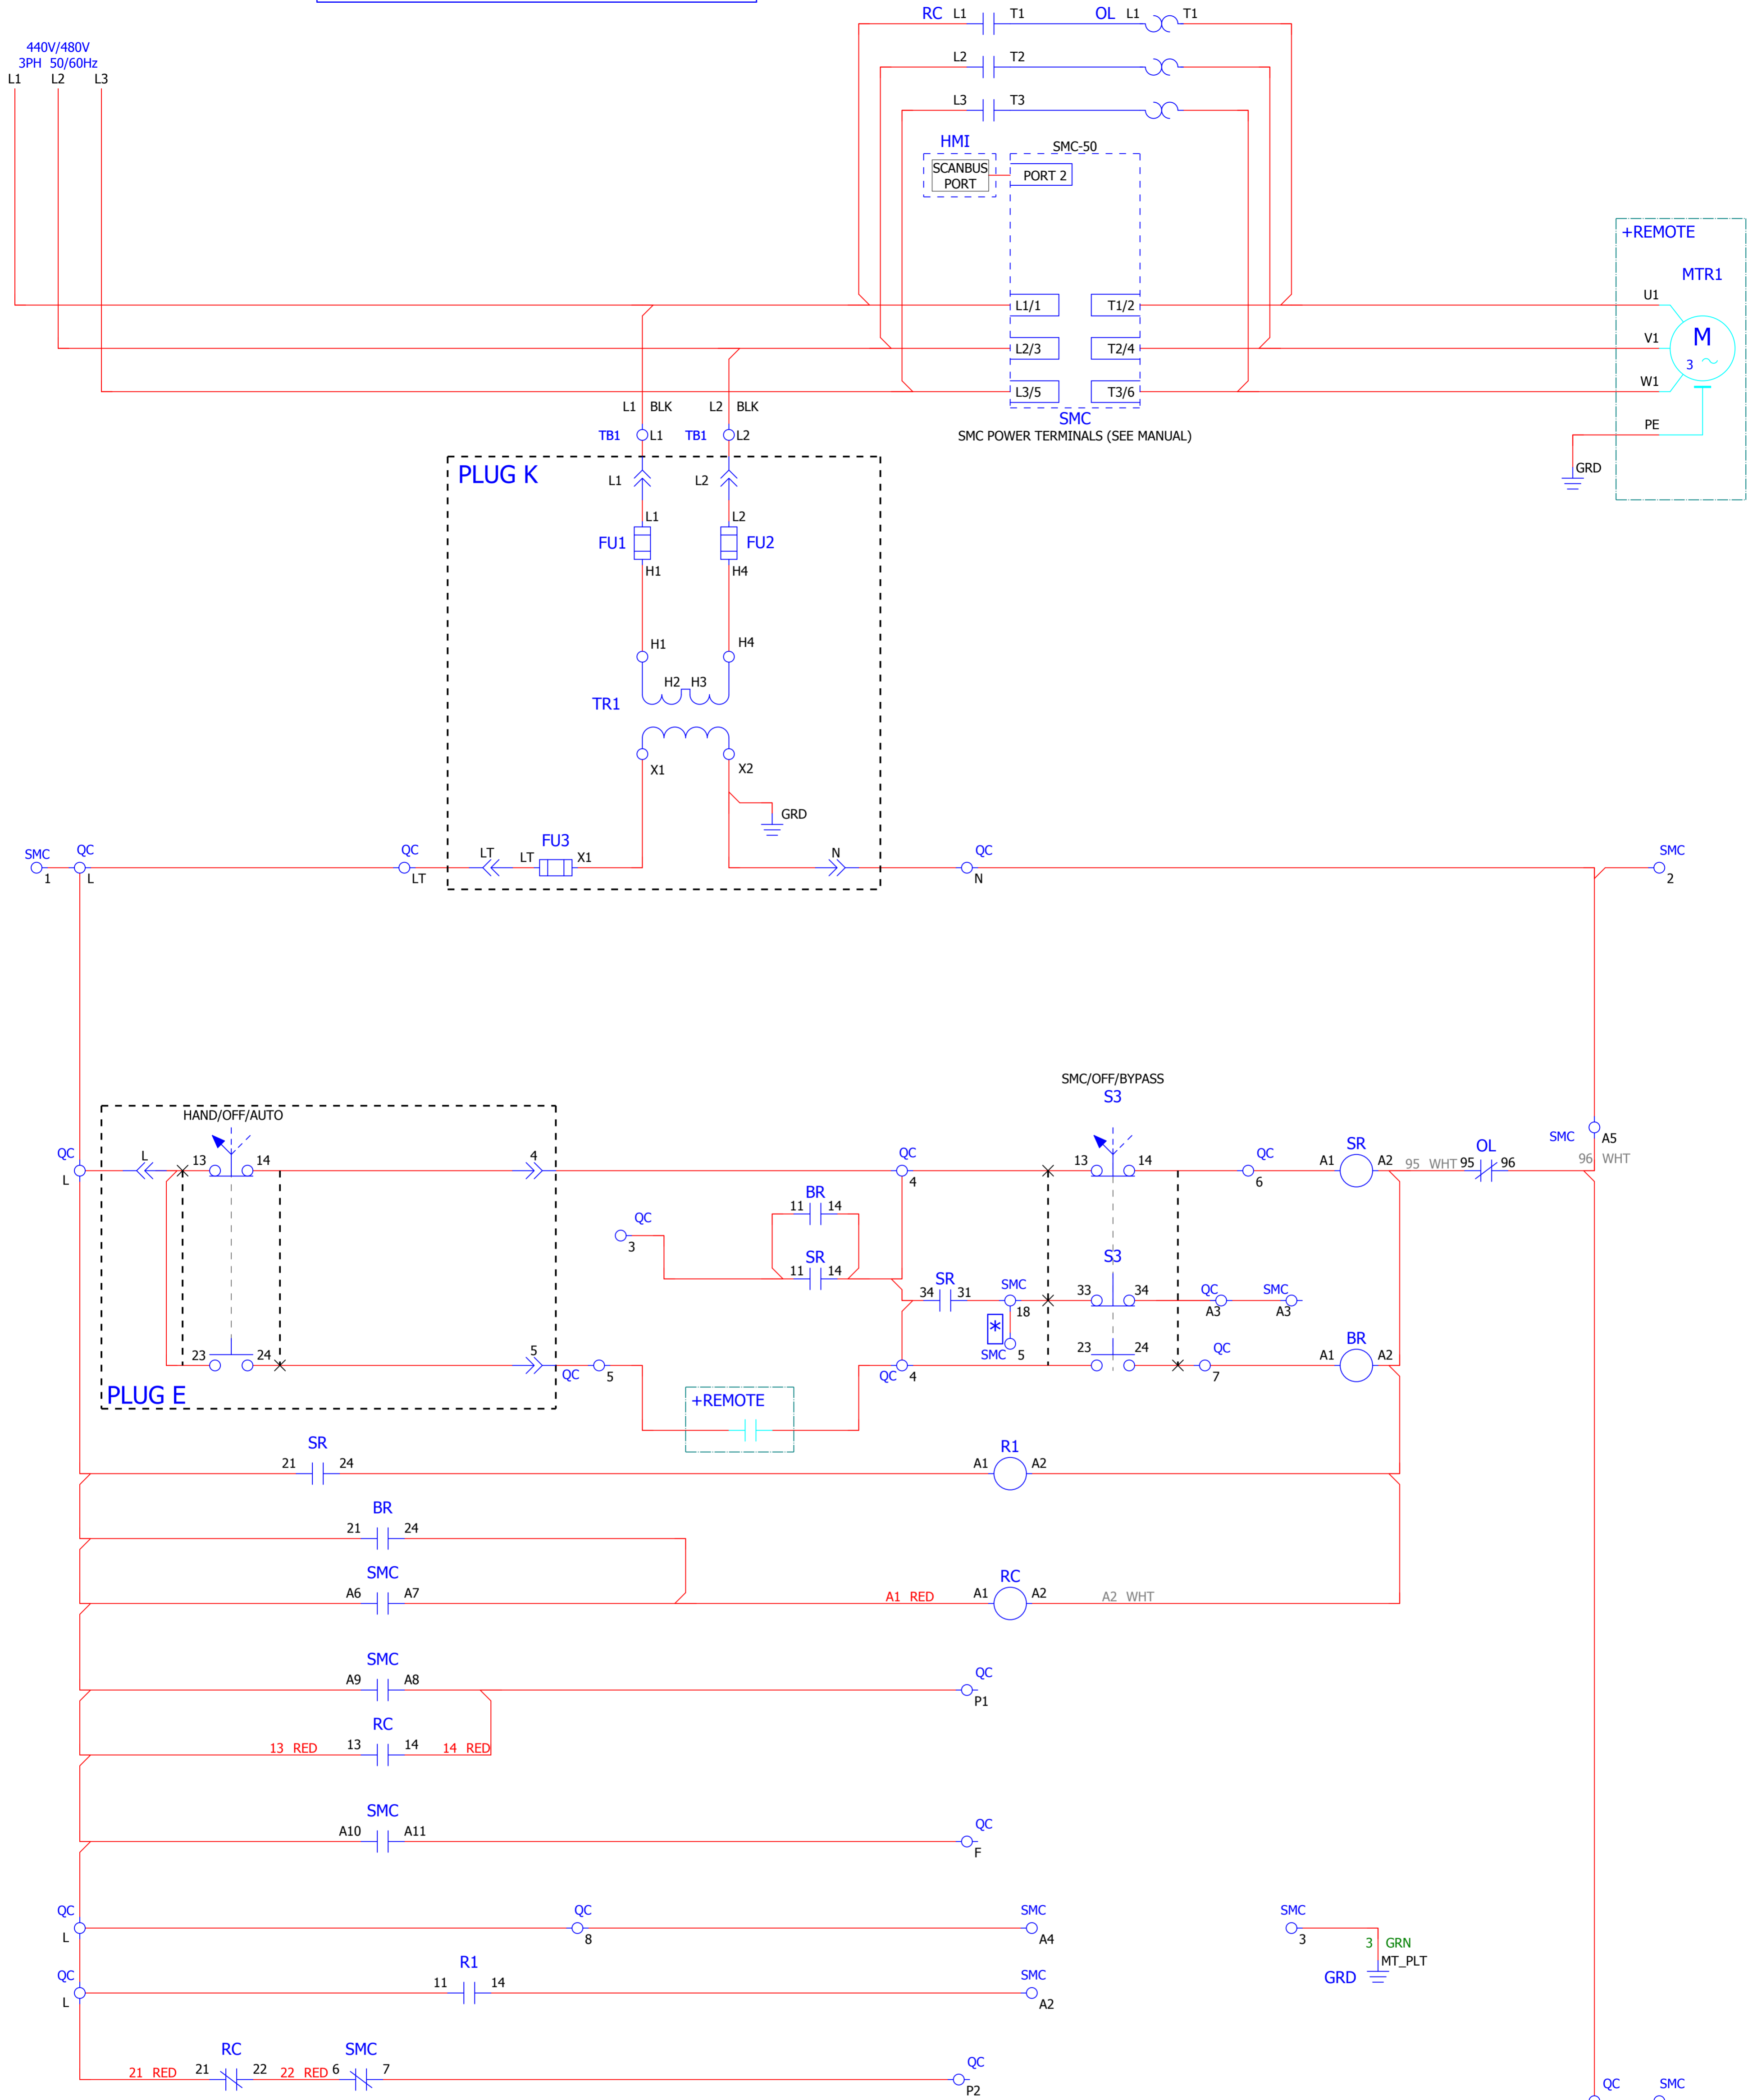 RC L1 T1 OL L1 T1
440V/480V
3PH 50/60Hz
L1 L2 L3
L2 T2
L3 T3
HMI
SMC-50
SCANBUS
PORT
PORT 2
+REMOTE
MTR1
L1/1 T1/2 U1
L2/3 T2/4 V1
M
3
L3/5 T3/6 W1
L1 BLK L2 BLK
SMC
SMC POWER TERMINALS (SEE MANUAL)
PE
TB1 L1 TB1 L2
GRD
PLUG K
L1 L2
L1 L2
FU1 FU2
H1 H4
H1 H4
H2 H3
TR1
X1 X2
GRD
FU3
SMC QC QC LT LT X1 N QC SMC
1 L LT N 2
SMC/OFF/BYPASS
S3
HAND/OFF/AUTO
SMC A5
QC L 13 14 4 QC 13 14 QC SR A1 A2 95 WHT 95 OL 96 96 WHT
L 4 6
BR
11 14
QC
3
SR
11 14
S3
SR
34 31 SMC 33 34 QC SMC
18 A3 A3
*
SMC 5
23 24 5 23 24 QC BR A1 A2
QC 5 QC 4 7
PLUG E
+REMOTE
SR R1
21 24 A1 A2
BR
21 24
SMC RC
A6 A7 A1 RED A1 A2 A2 WHT
SMC
A9 A8 QC
P1
RC
13 RED 13 14 14 RED
SMC
A10 A11 QC
F
QC QC SMC SMC
L 8 A4 3
3 GRN
MT_PLT
GRD
QC R1 SMC
L 11 14 A2
RC SMC
21 RED 21 22 22 RED 6 7 QC
P2
QC SMC